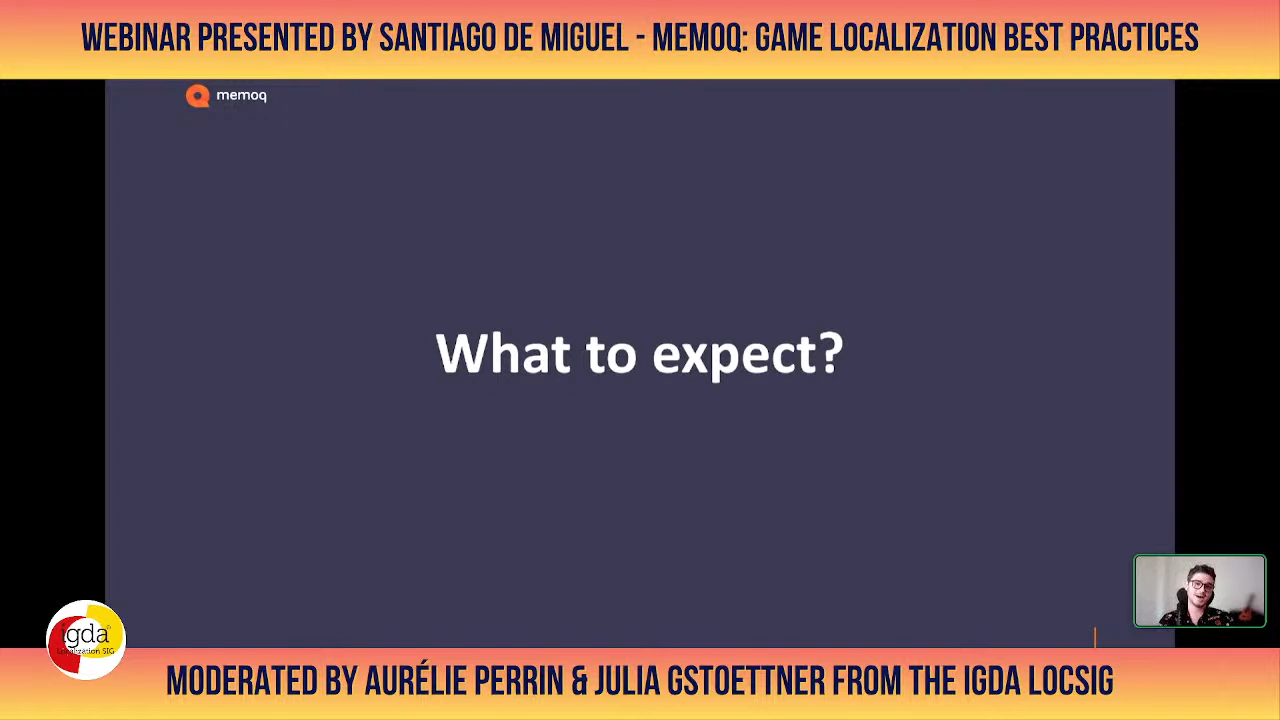 WEBINAR PRESENTED BY SANTIAGO DE MIGUEL - MEMOQ: GAME LOCALIZATION BEST PRACTICES
memoq
What to expect?
igda
Localization SIG
MODERATED BY AURÉLIE PERRIN & JULIA GSTOETTNER FROM THE IGDA LOCSIG